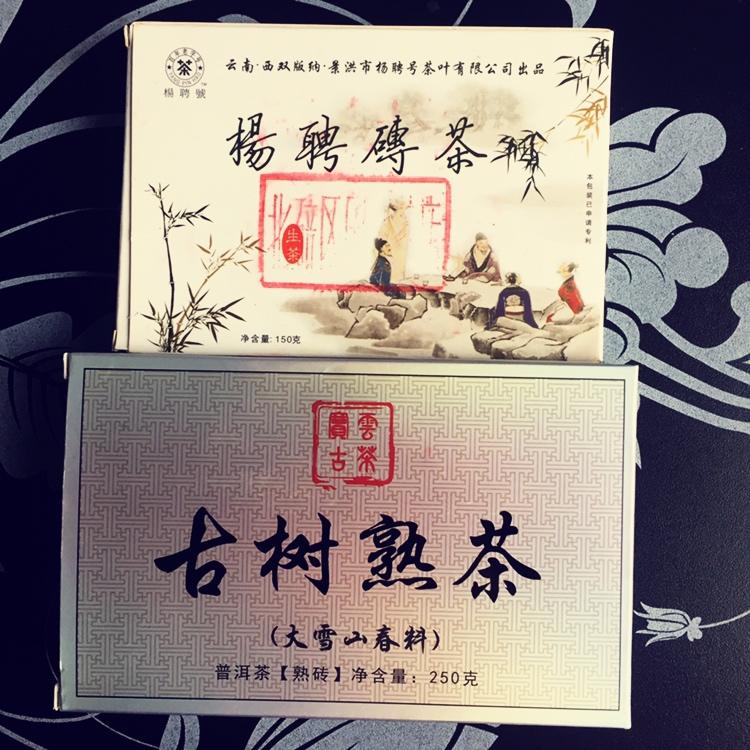 茶
楊聘號
云南·西双版纳·景洪市杨聘号茶叶有限公司出品
楊聘磚茶
本包装已申请专利
生茶
净含量:150克
雲茶
貢古
古树熟茶
(大雪山春料)
普洱茶【熟砖】净含量：250克